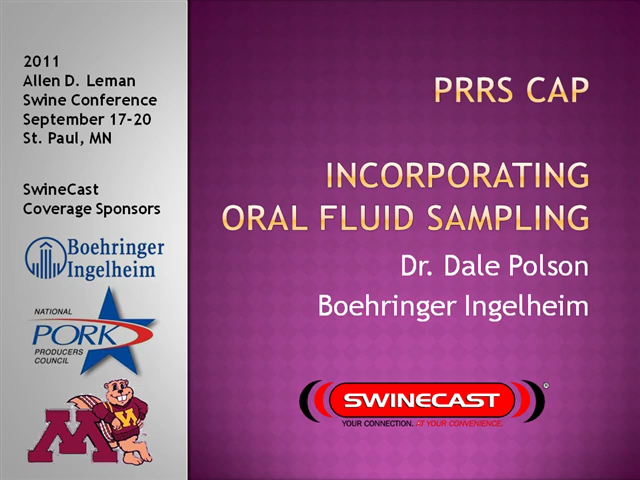 2011
Allen D. Leman
Swine Conference
September 17-20
St. Paul, MN
SwineCast
Coverage Sponsors
Boehringer
Ingelheim
NATIONAL
PORK
PRODUCERS
COUNCIL
M
PRRS CAP
INCORPORATING
ORAL FLUID SAMPLING
Dr. Dale Polson
Boehringer Ingelheim
SWINECAST®
YOUR CONNECTION. AT YOUR CONVENIENCE.